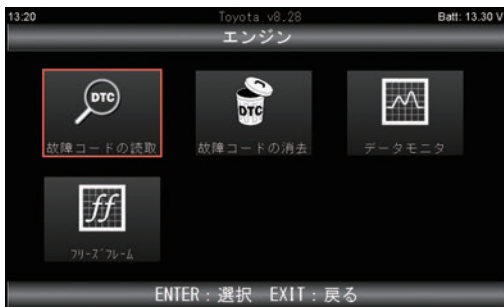 13:20 Toyota v8.28 Batt: 13.30 V
エンジン
DTC
DTC
故障コードの読取 故障コードの消去 データモニタ
ff
フリーズフレーム
ENTER：選択 EXIT：戻る